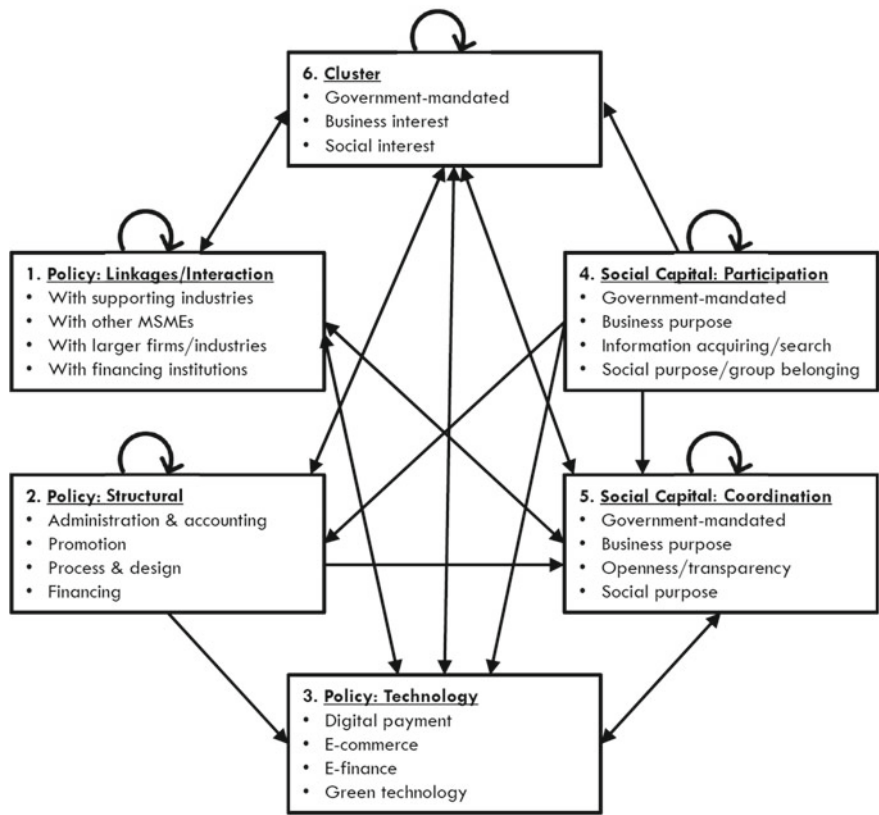 6. Cluster
• Government-mandated
• Business interest
• Social interest
1. Policy: Linkages/Interaction
• With supporting industries
• With other MSMEs
• With larger firms/industries
• With financing institutions
4. Social Capital: Participation
• Government-mandated
• Business purpose
• Information acquiring/search
• Social purpose/group belonging
2. Policy: Structural
• Administration & accounting
• Promotion
• Process & design
• Financing
5. Social Capital: Coordination
• Government-mandated
• Business purpose
• Openness/transparency
• Social purpose
3. Policy: Technology
• Digital payment
• E-commerce
• E-finance
• Green technology